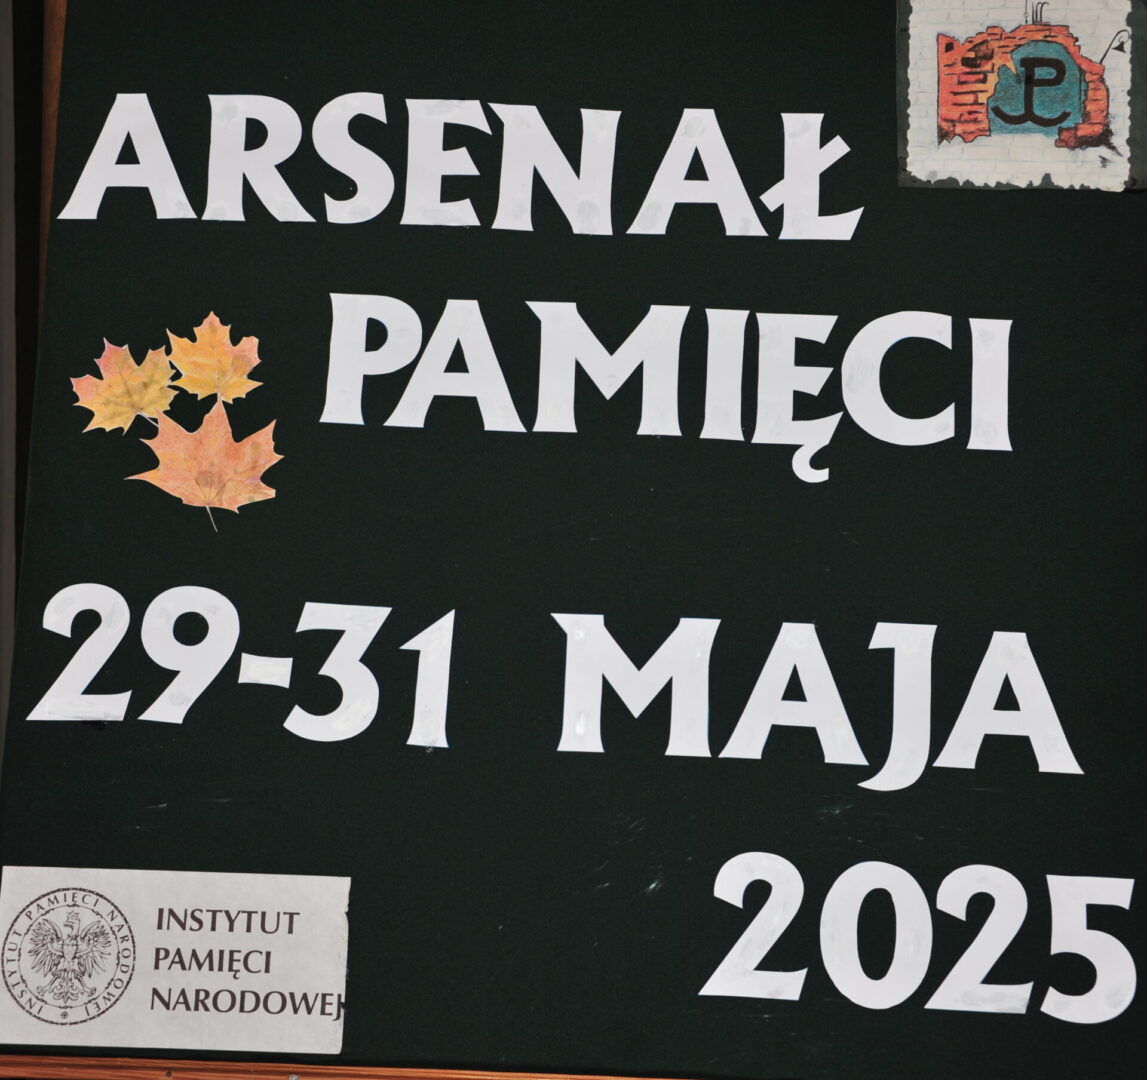 P
ARSENAŁ
PAMIĘCI
29-31 MAJA
2025
INSTYTUT PAMIĘCI NARODOWEJ
INSTYTUT
PAMIĘCI
NARODOWEJ